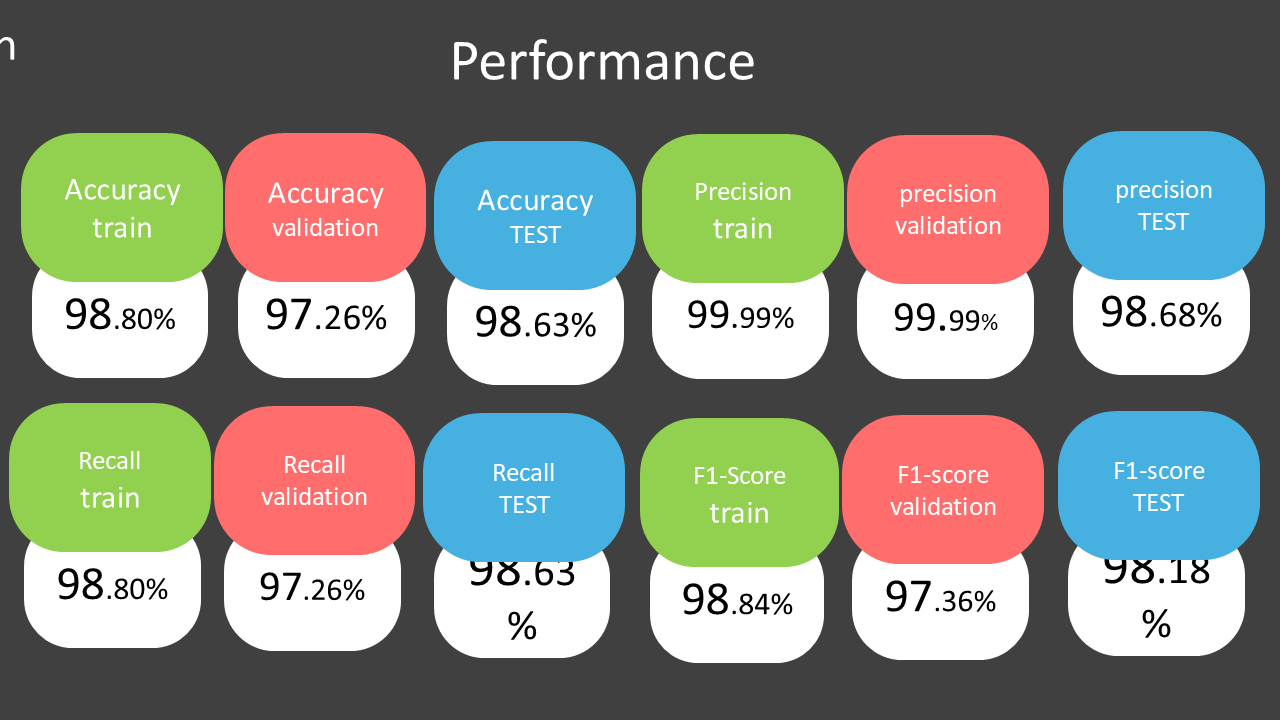 n
Performance
Accuracy
train
98.80%
Accuracy
validation
97.26%
Accuracy
TEST
98.63%
Precision
train
99.99%
precision
validation
99.99%
precision
TEST
98.68%
Recall
train
98.80%
Recall
validation
97.26%
Recall
TEST
98.63
%
F1-Score
train
98.84%
F1-score
validation
97.36%
F1-score
TEST
98.18
%